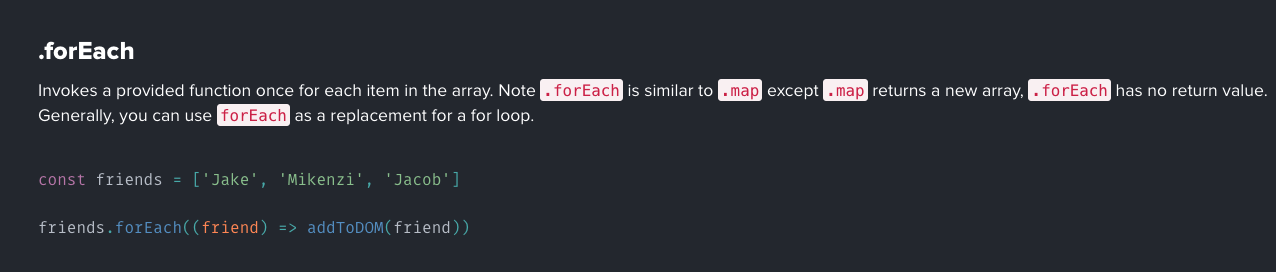 .forEach
Invokes a provided function once for each item in the array. Note .forEach is similar to .map except .map returns a new array, .forEach has no return value.
Generally, you can use forEach as a replacement for a for loop.
const friends = ['Jake', 'Mikenzi', 'Jacob']
friends.forEach((friend) => addToDOM(friend))